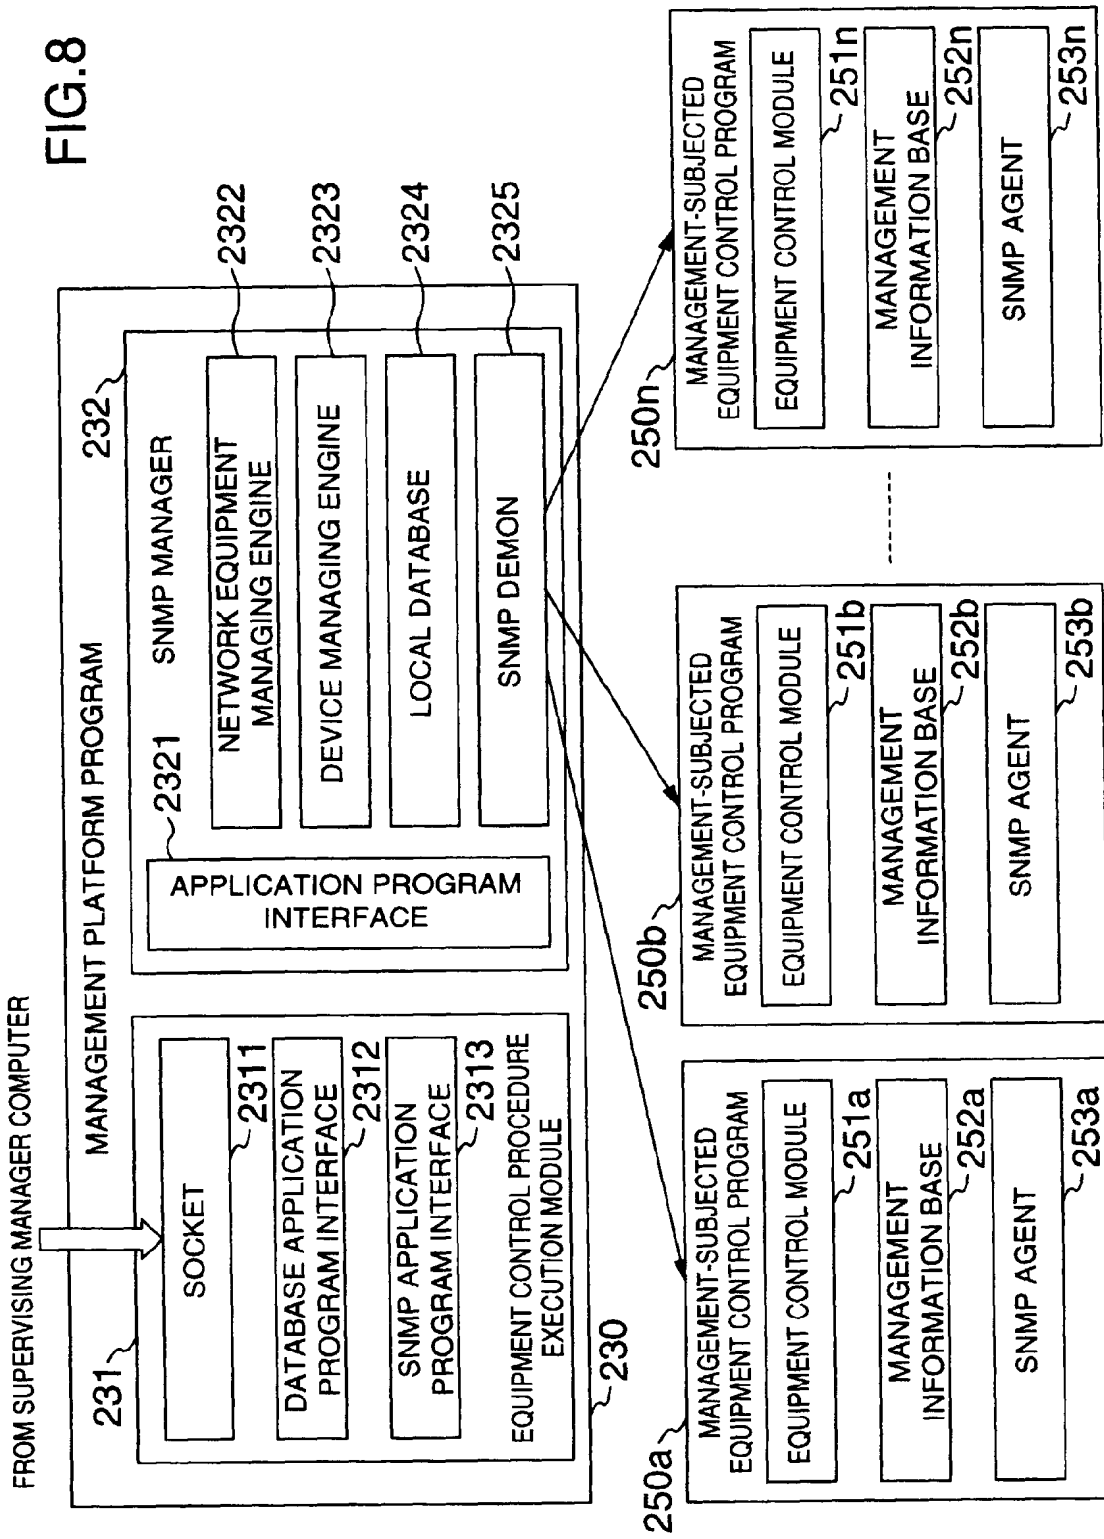 FIG.8
FROM SUPERVISING MANAGER COMPUTER
MANAGEMENT PLATFORM PROGRAM
231
SOCKET
2311
DATABASE APPLICATION
PROGRAM INTERFACE
2312
SNMP APPLICATION
PROGRAM INTERFACE
2313
EQUIPMENT CONTROL PROCEDURE
EXECUTION MODULE
230
232
SNMP MANAGER
2321
APPLICATION PROGRAM
INTERFACE
NETWORK EQUIPMENT
MANAGING ENGINE
2322
DEVICE MANAGING ENGINE
2323
LOCAL DATABASE
2324
SNMP DEMON
2325
250a
MANAGEMENT-SUBJECTED
EQUIPMENT CONTROL PROGRAM
EQUIPMENT CONTROL MODULE
251a
MANAGEMENT
INFORMATION BASE
252a
SNMP AGENT
253a
250b
MANAGEMENT-SUBJECTED
EQUIPMENT CONTROL PROGRAM
EQUIPMENT CONTROL MODULE
251b
MANAGEMENT
INFORMATION BASE
252b
SNMP AGENT
253b
250n
MANAGEMENT-SUBJECTED
EQUIPMENT CONTROL PROGRAM
EQUIPMENT CONTROL MODULE
251n
MANAGEMENT
INFORMATION BASE
252n
SNMP AGENT
253n